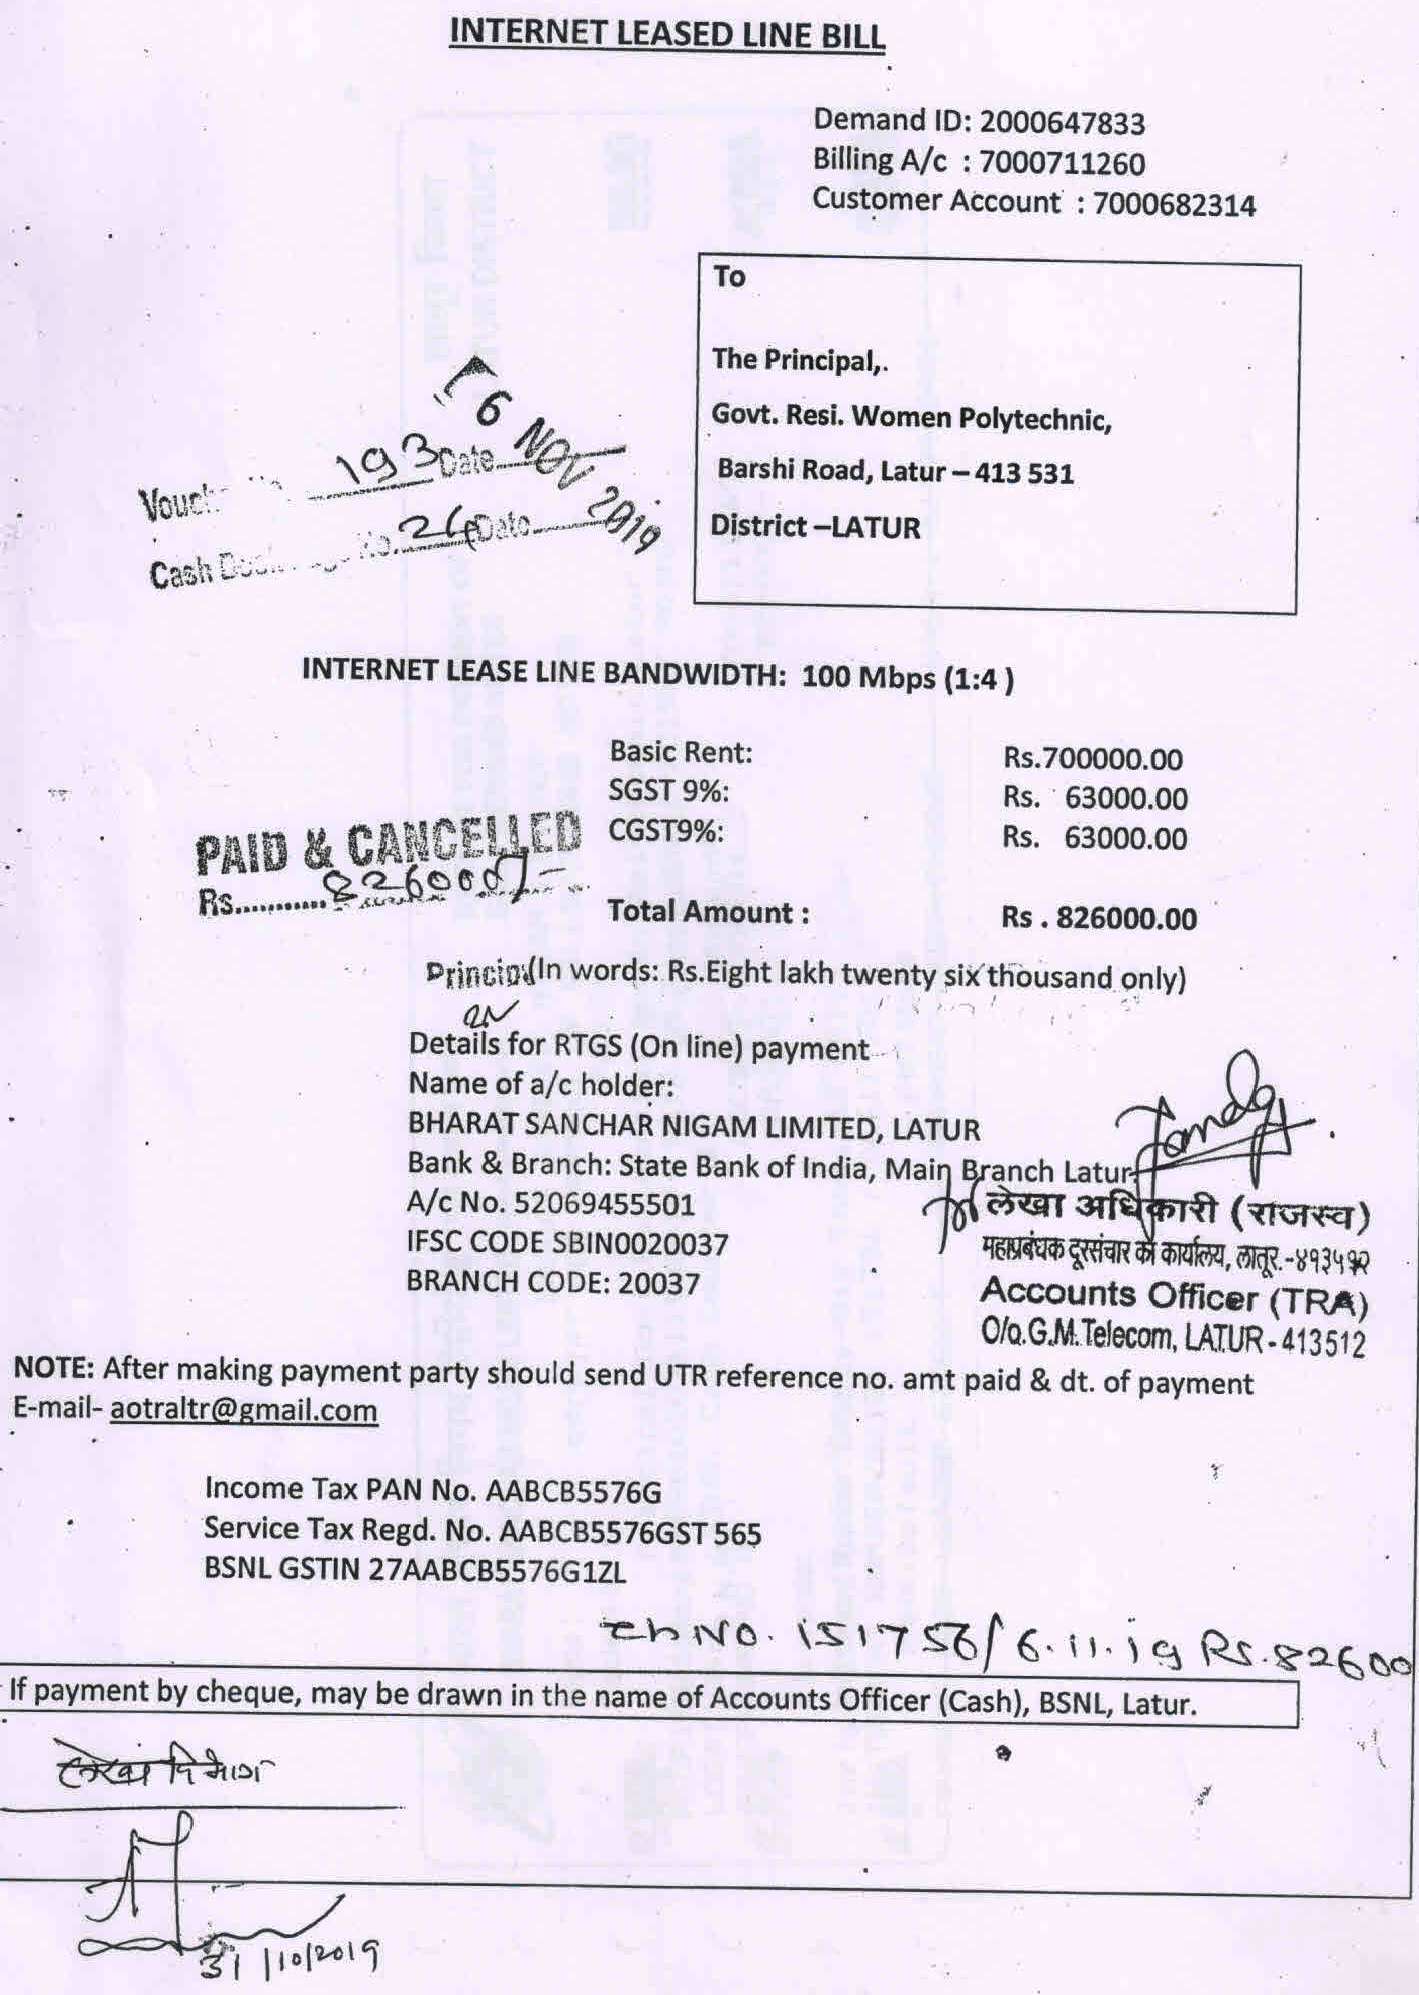 INTERNET LEASED LINE BILL
Demand ID: 2000647833
Billing A/c : 7000711260
Customer Account : 7000682314
To
The Principal,.
Govt. Resi. Women Polytechnic,
Barshi Road, Latur – 413 531
District –LATUR
6 NOV 2019
193 Date
Cash No. 24 Date
INTERNET LEASE LINE BANDWIDTH: 100 Mbps (1:4 )
Basic Rent: Rs.700000.00
SGST 9%: Rs. 63000.00
CGST9%: Rs. 63000.00
PAID & CANCELLED
Rs........... 826000/-
Total Amount : Rs . 826000.00
(In words: Rs.Eight lakh twenty six thousand only)
Details for RTGS (On line) payment
Name of a/c holder:
BHARAT SANCHAR NIGAM LIMITED, LATUR
Bank & Branch: State Bank of India, Main Branch Latur
A/c No. 52069455501
IFSC CODE SBIN0020037
BRANCH CODE: 20037
लेखा अधिकारी (राजस्व)
महाप्रबंधक दूरसंचार का कार्यालय, लातूर.-४१३५१२
Accounts Officer (TRA)
O/o.G.M.Telecom, LATUR-413512
NOTE: After making payment party should send UTR reference no. amt paid & dt. of payment
E-mail- aotraltr@gmail.com
Income Tax PAN No. AABCB5576G
Service Tax Regd. No. AABCB5576GST 565
BSNL GSTIN 27AABCB5576G1ZL
Ch NO. 151756/6.11.19 Rs.82600
If payment by cheque, may be drawn in the name of Accounts Officer (Cash), BSNL, Latur.
31/10/2019